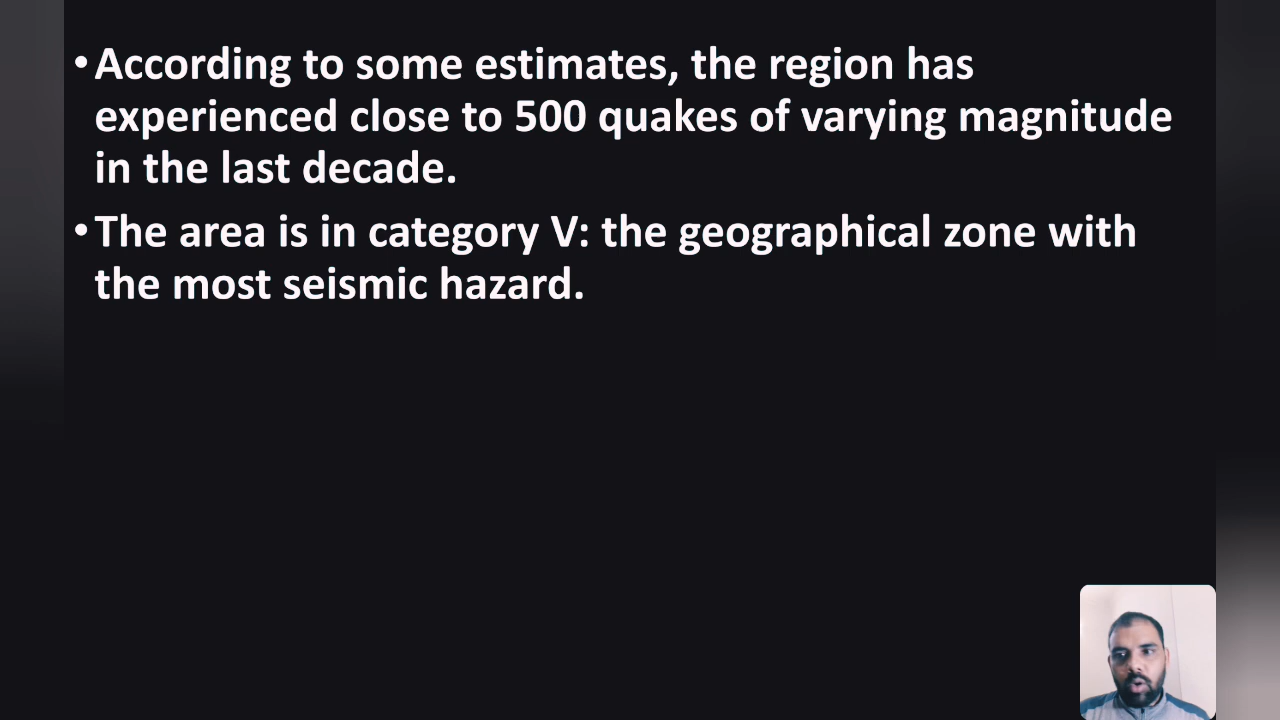 • According to some estimates, the region has
experienced close to 500 quakes of varying magnitude
in the last decade.
• The area is in category V: the geographical zone with
the most seismic hazard.